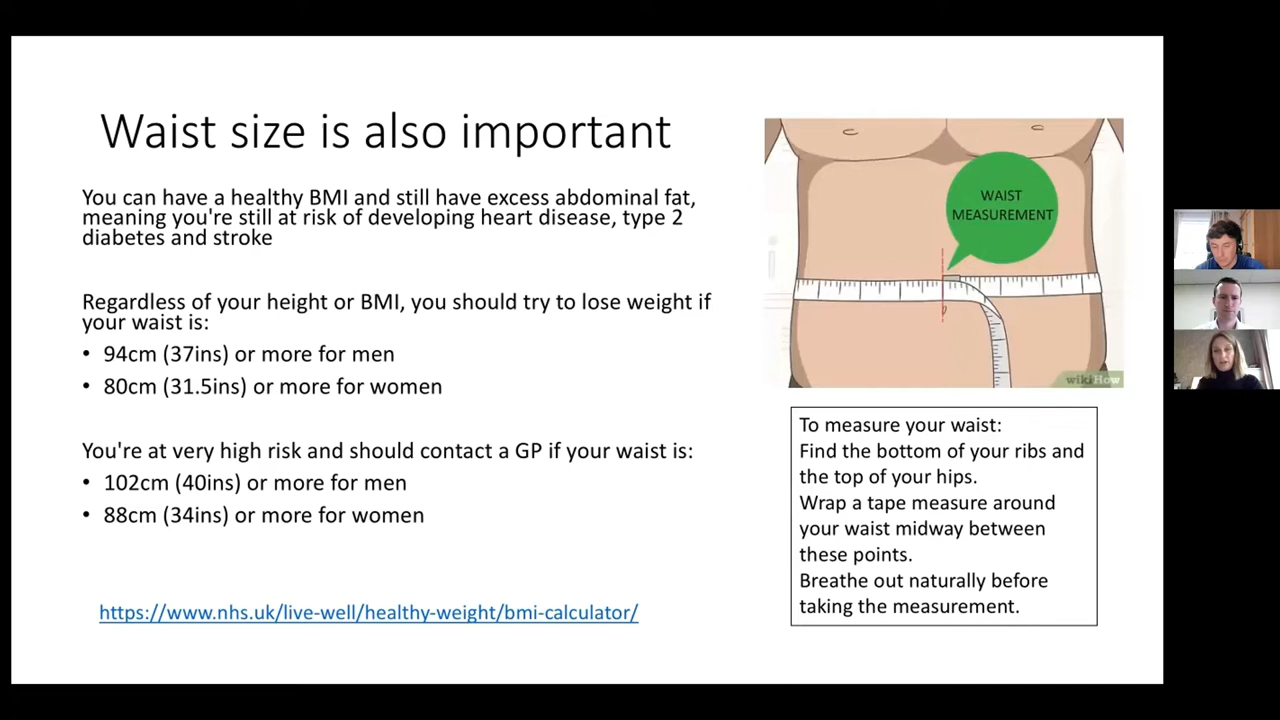 Waist size is also important
You can have a healthy BMI and still have excess abdominal fat,
meaning you're still at risk of developing heart disease, type 2
diabetes and stroke
Regardless of your height or BMI, you should try to lose weight if
your waist is:
• 94cm (37ins) or more for men
• 80cm (31.5ins) or more for women
You're at very high risk and should contact a GP if your waist is:
• 102cm (40ins) or more for men
• 88cm (34ins) or more for women
https://www.nhs.uk/live-well/healthy-weight/bmi-calculator/
WAIST
MEASUREMENT
wikiHow
To measure your waist:
Find the bottom of your ribs and
the top of your hips.
Wrap a tape measure around
your waist midway between
these points.
Breathe out naturally before
taking the measurement.